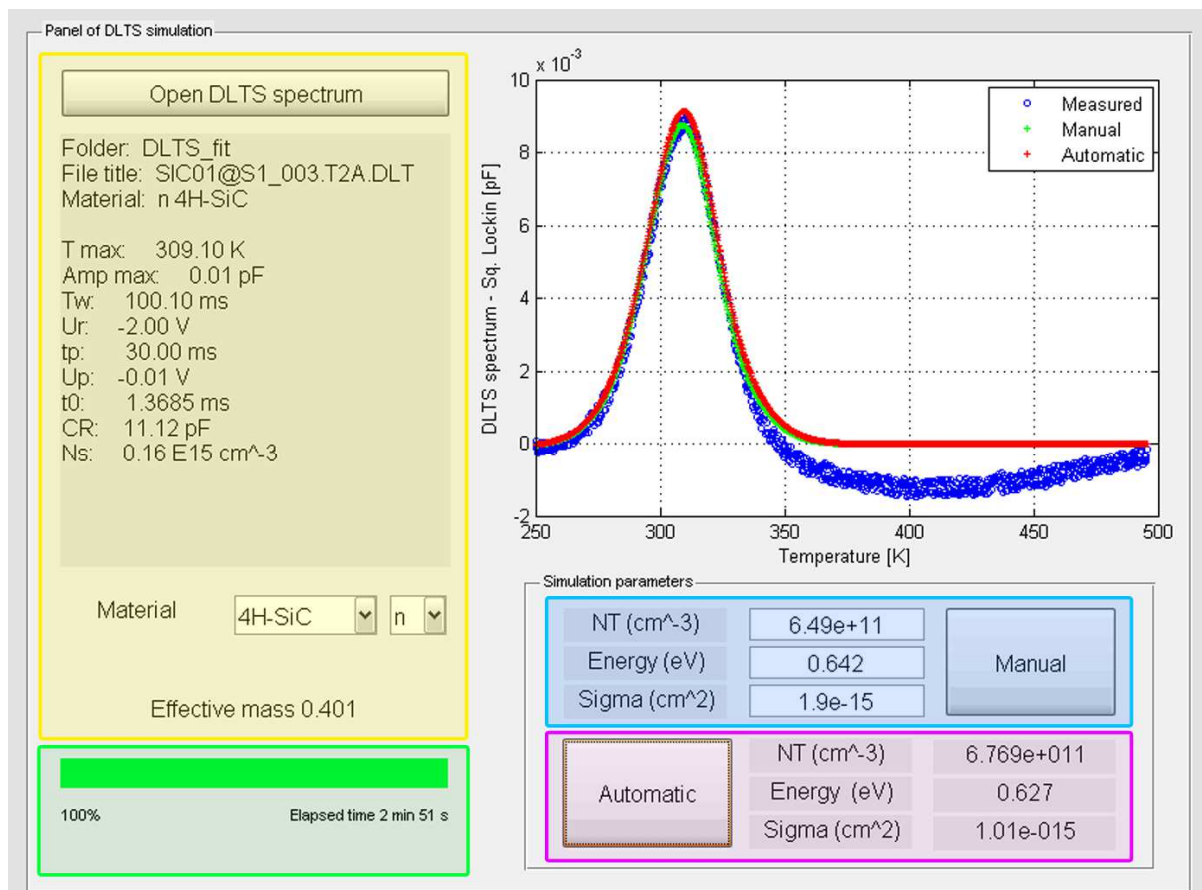 Panel of DLTS simulation
Open DLTS spectrum
Folder: DLTS_fit
File title: SIC01@S1_003.T2A.DLT
Material: n 4H-SiC
T max: 309.10 K
Amp max: 0.01 pF
Tw: 100.10 ms
Ur: -2.00 V
tp: 30.00 ms
Up: -0.01 V
t0: 1.3685 ms
CR: 11.12 pF
Ns: 0.16 E15 cm^-3
Material 4H-SiC n
Effective mass 0.401
100% Elapsed time 2 min 51 s
x 10^-3
10
8
6
4
2
0
-2
DLTS spectrum - Sq. Lockin [pF]
Measured
Manual
Automatic
250 300 350 400 450 500
Temperature [K]
Simulation parameters
NT (cm^-3) 6.49e+11
Energy (eV) 0.642
Sigma (cm^2) 1.9e-15
Manual
Automatic
NT (cm^-3) 6.769e+011
Energy (eV) 0.627
Sigma (cm^2) 1.01e-015